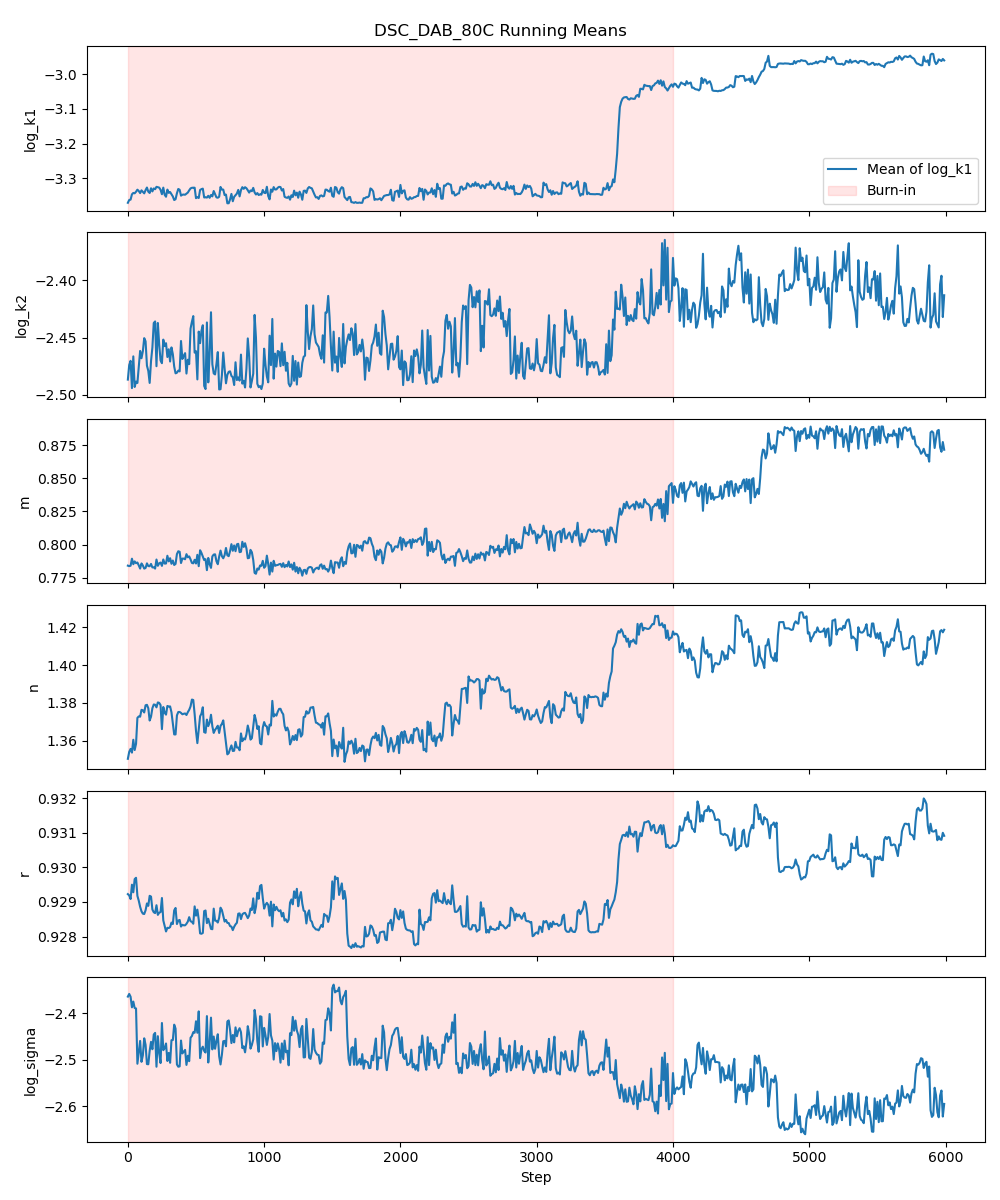 DSC_DAB_80C Running Means
−3.0
−3.1
−3.2
−3.3
log_k1
Mean of log_k1
Burn-in
−2.40
−2.45
−2.50
log_k2
0.875
0.850
0.825
0.800
0.775
m
1.42
1.40
1.38
1.36
n
0.932
0.931
0.930
0.929
0.928
r
−2.4
−2.5
−2.6
log_sigma
0 1000 2000 3000 4000 5000 6000
Step